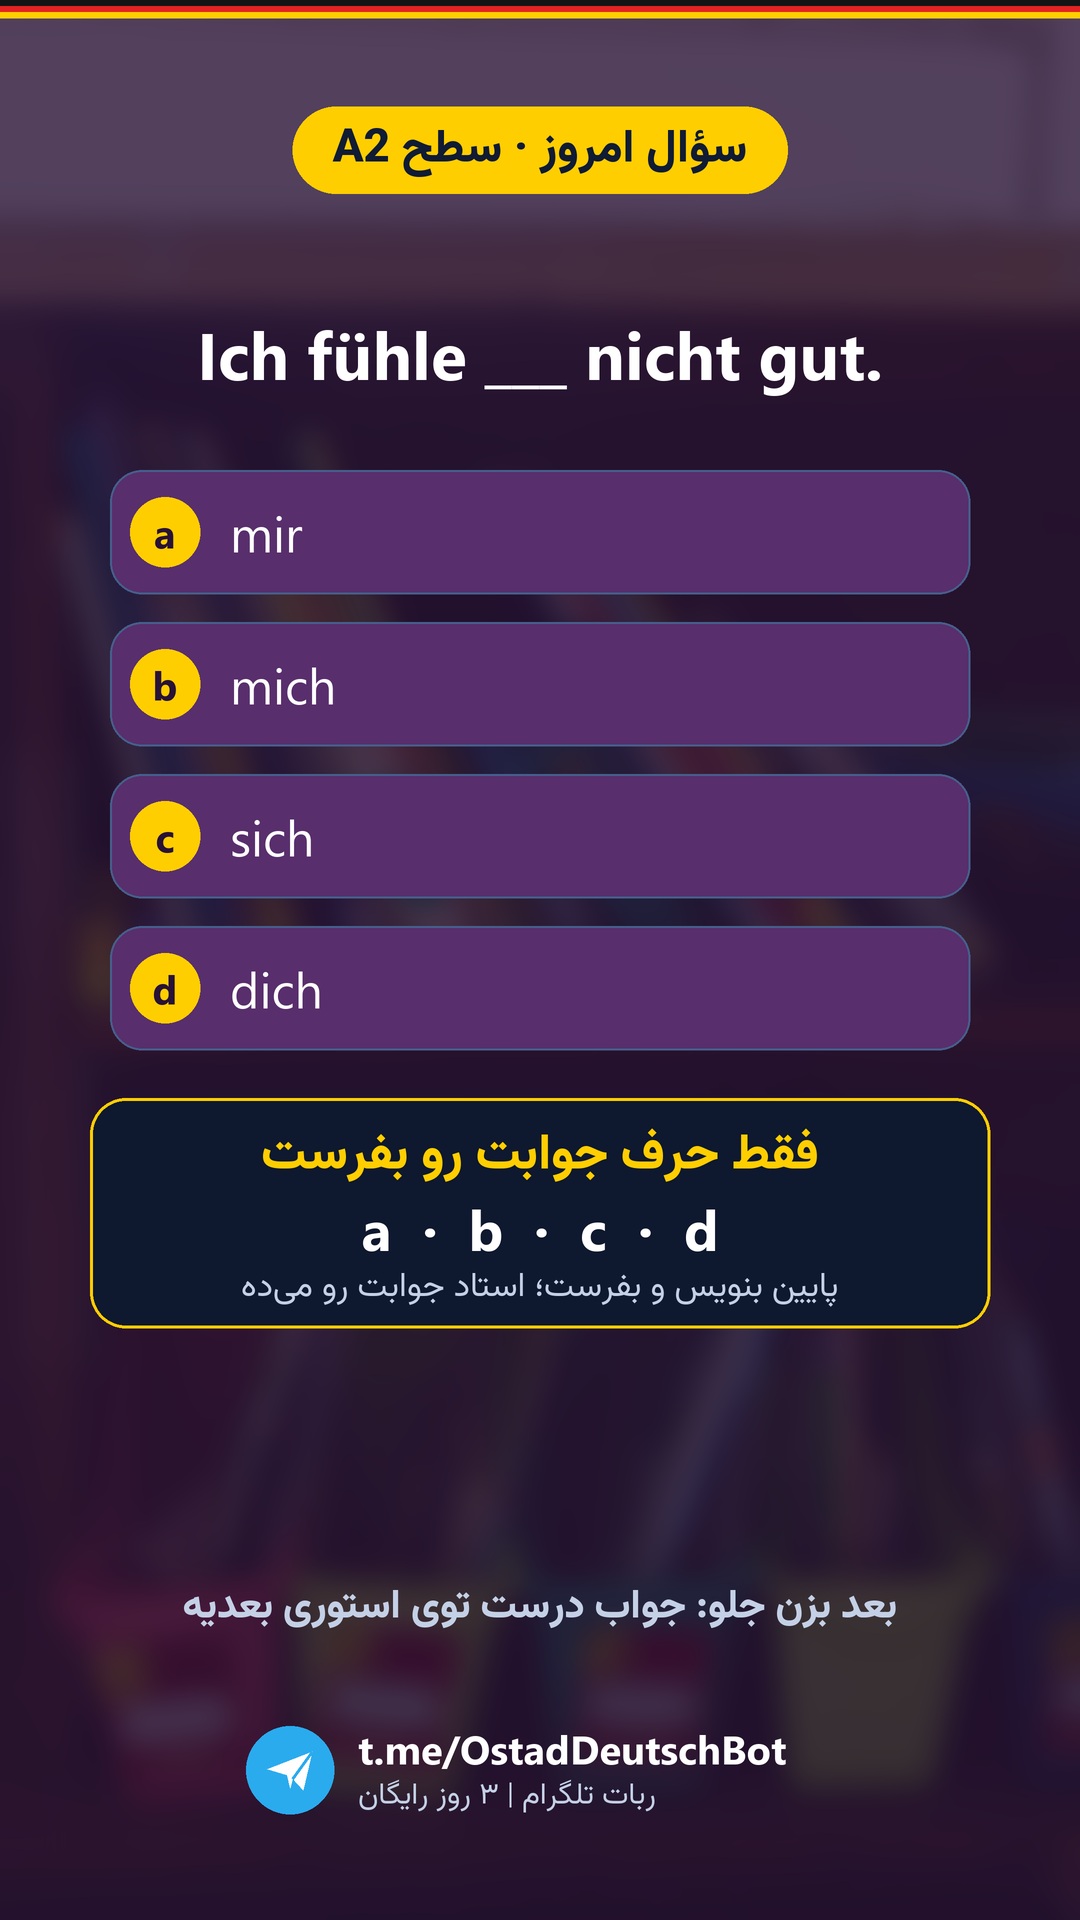 سؤال امروز · سطح A2
Ich fühle ___ nicht gut.
a mir
b mich
c sich
d dich
فقط حرف جوابت رو بفرست
a · b · c · d
پایین بنویس و بفرست؛ استاد جوابت رو می‌ده
بعد بزن جلو: جواب درست توی استوری بعدیه
t.me/OstadDeutschBot
ربات تلگرام | ۳ روز رایگان